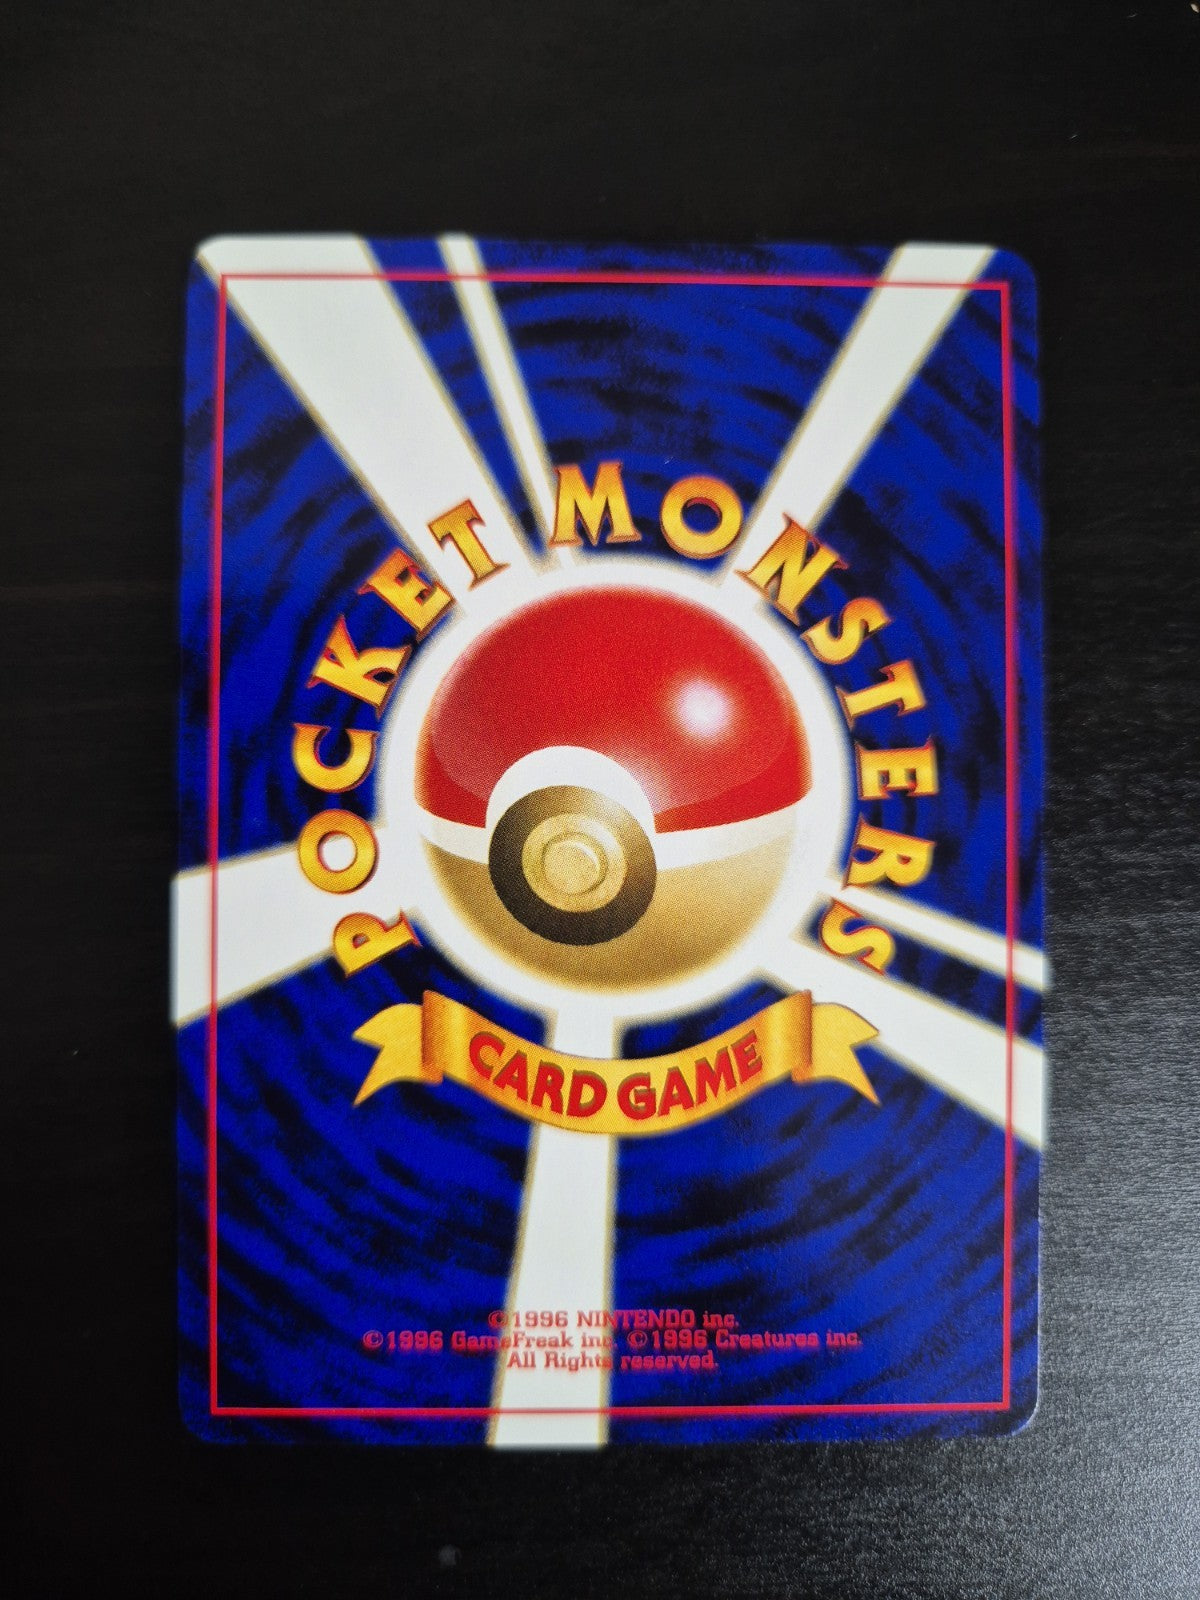 POCKET MONSTERS
CARD GAME
©1996 NINTENDO inc.
©1996 GameFreak inc. ©1996 Creatures inc.
All Rights reserved.